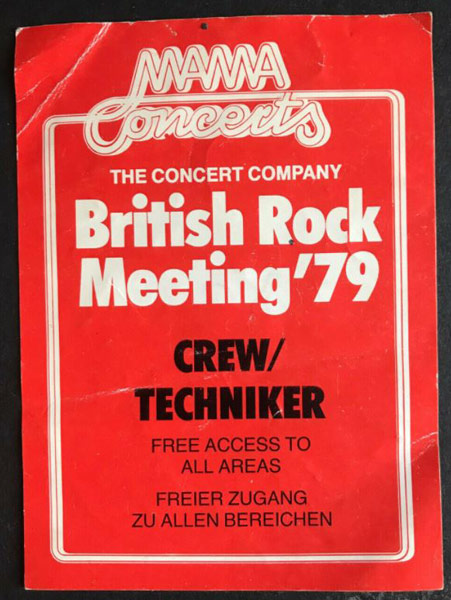 MAMA
Concerts
THE CONCERT COMPANY
British Rock
Meeting '79
CREW/
TECHNIKER
FREE ACCESS TO
ALL AREAS
FREIER ZUGANG
ZU ALLEN BEREICHEN